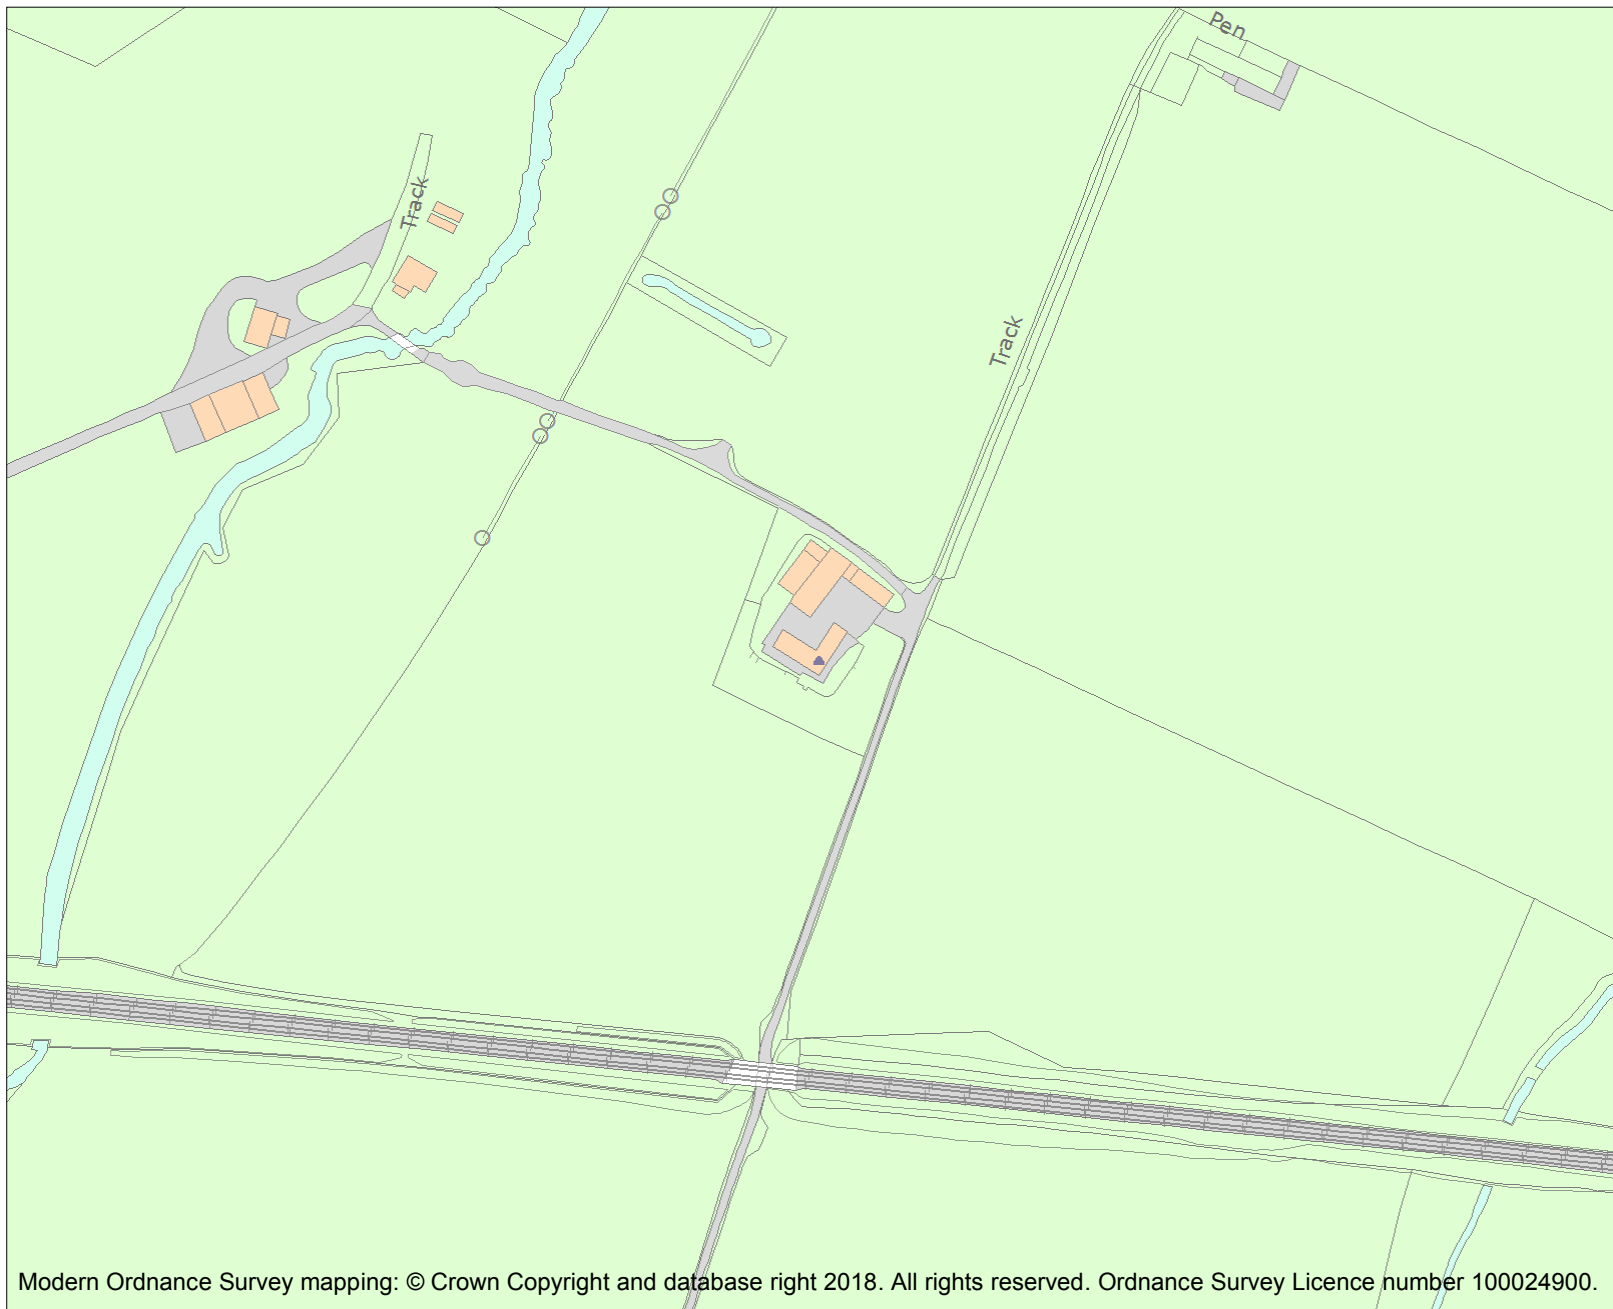 Pen
Track
Track
Modern Ordnance Survey mapping: © Crown Copyright and database right 2018. All rights reserved. Ordnance Survey Licence number 100024900.